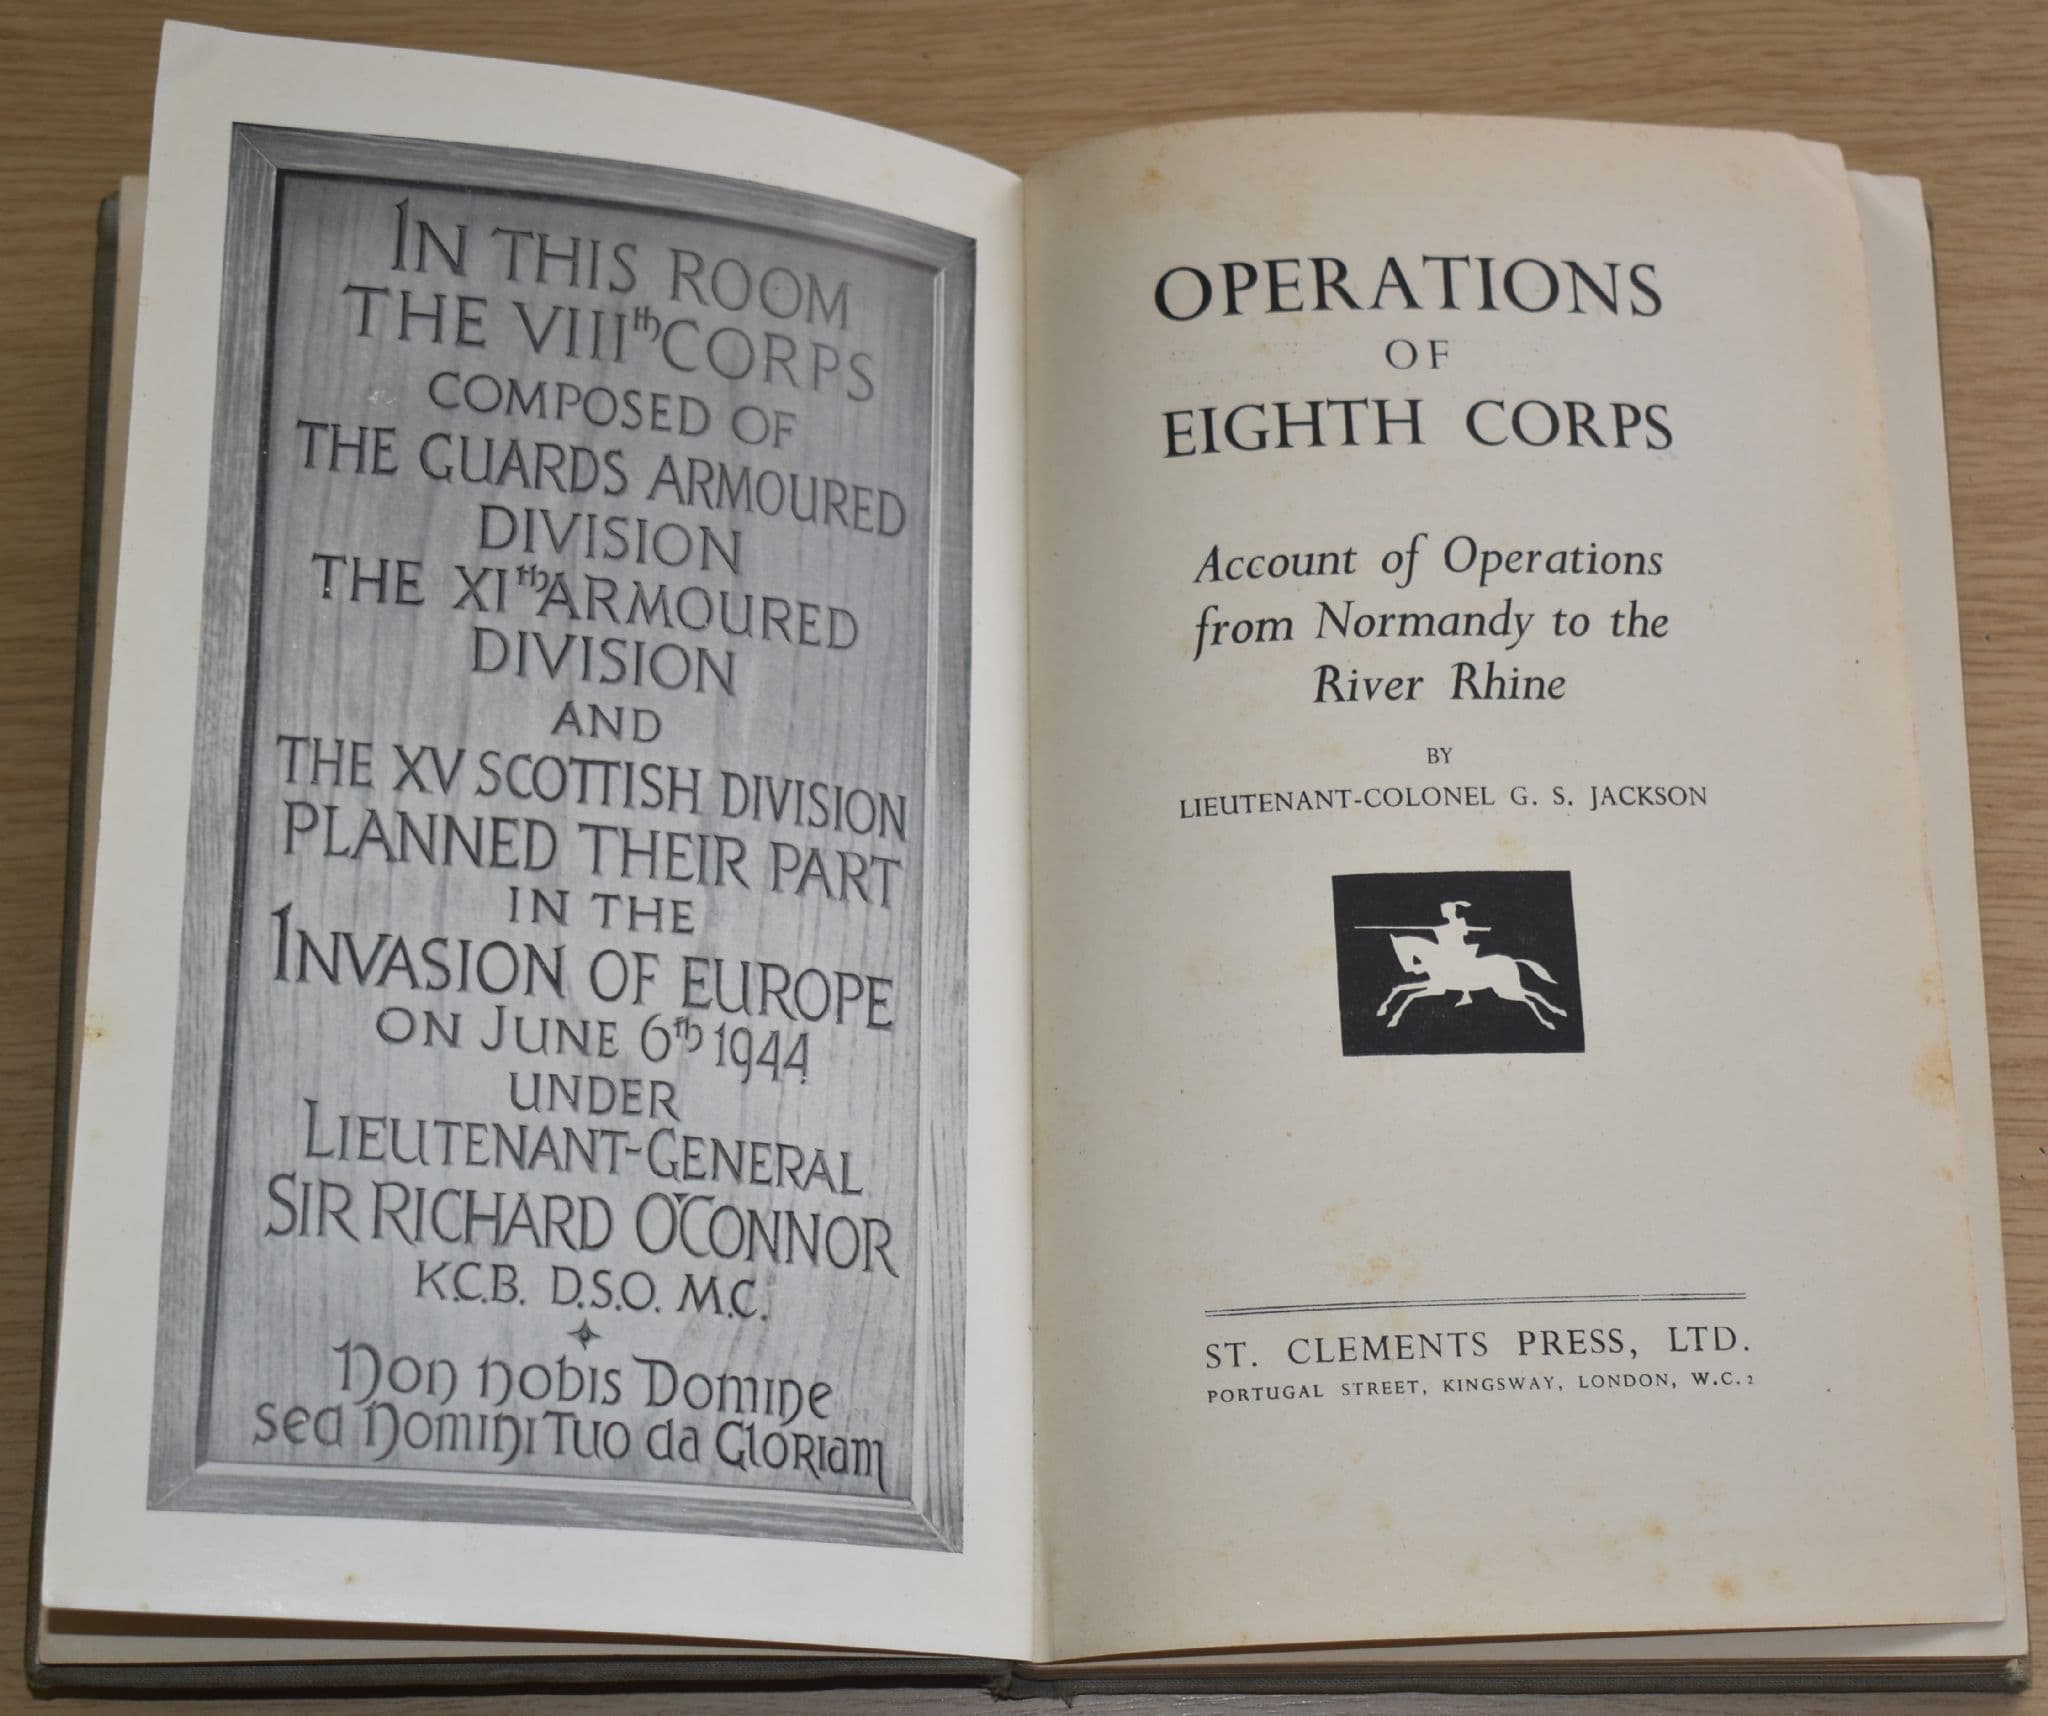 IN THIS ROOM
THE VIIIth CORPS
COMPOSED OF
THE GUARDS ARMOURED
DIVISION
THE XIth ARMOURED
DIVISION
AND
THE XV SCOTTISH DIVISION
PLANNED THEIR PART
IN THE
INVASION OF EUROPE
ON JUNE 6th 1944
UNDER
LIEUTENANT-GENERAL
SIR RICHARD O'CONNOR
K.C.B. D.S.O. M.C.
Non nobis Domine
sed Nomini Tuo da Gloriam
OPERATIONS
OF
EIGHTH CORPS
Account of Operations
from Normandy to the
River Rhine
BY
LIEUTENANT-COLONEL G. S. JACKSON
ST. CLEMENTS PRESS, LTD.
PORTUGAL STREET, KINGSWAY, LONDON, W.C.2